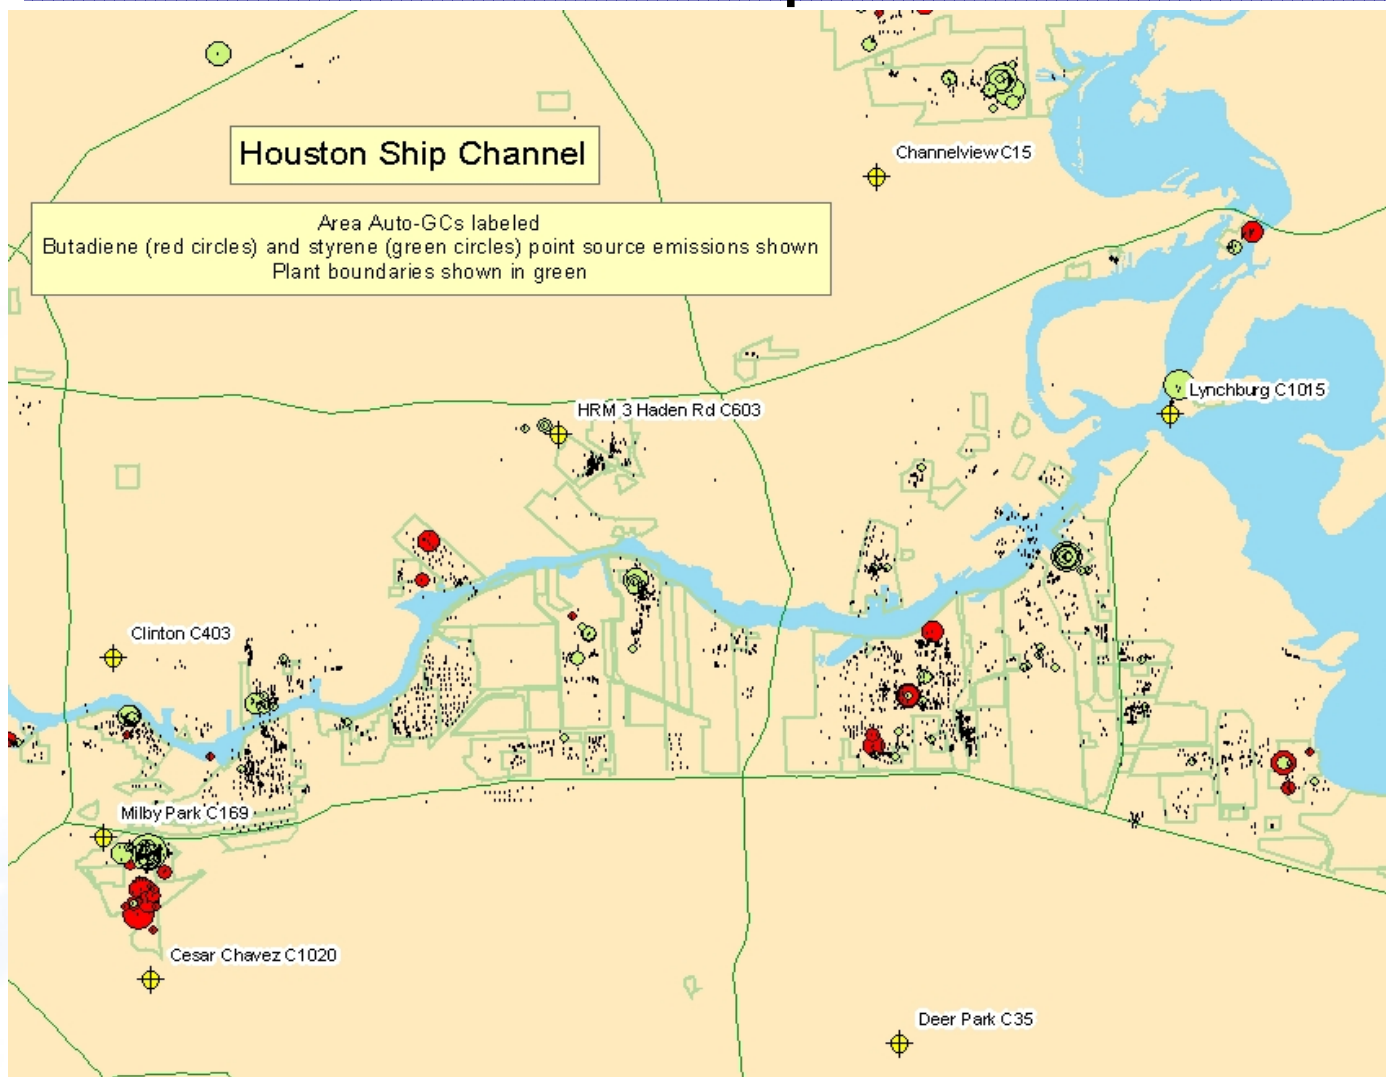 Houston Ship Channel
Area Auto-GCs labeled
Butadiene (red circles) and styrene (green circles) point source emissions shown
Plant boundaries shown in green
Channelview C15
Lynchburg C1015
HRM 3 Haden Rd C603
Clinton C403
Milby Park C169
Cesar Chavez C1020
Deer Park C35